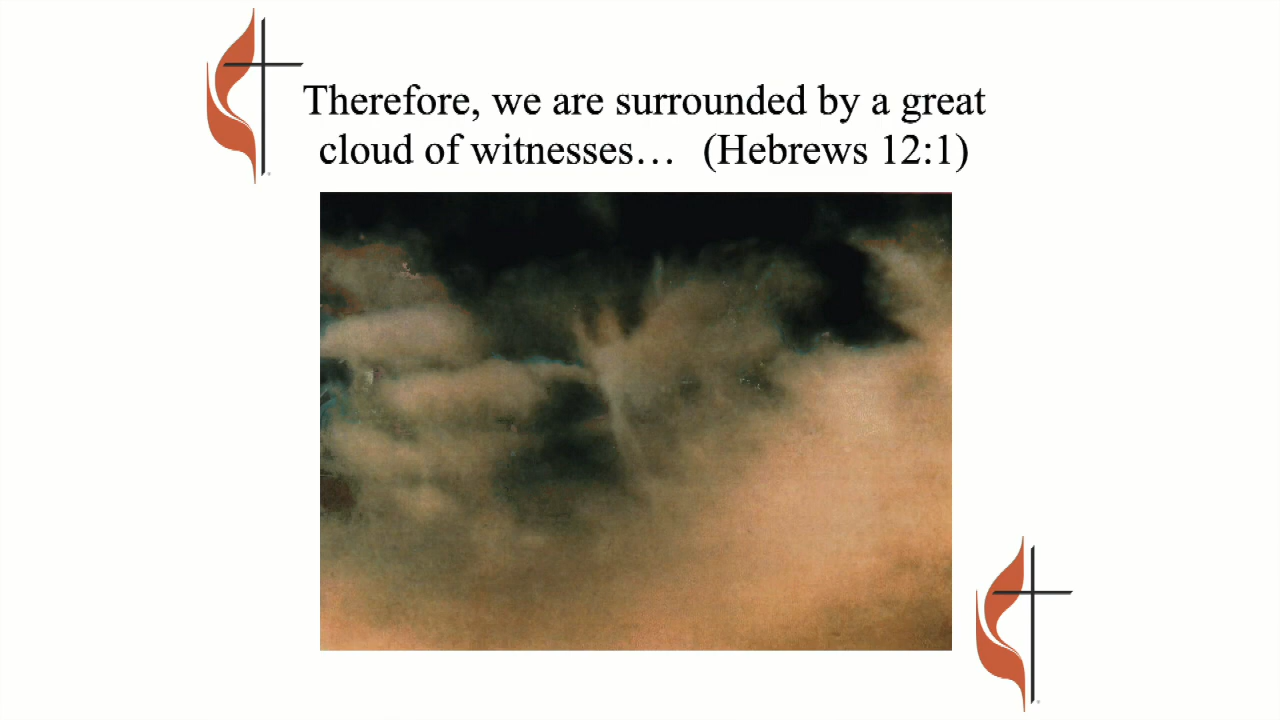 Therefore, we are surrounded by a great
cloud of witnesses… (Hebrews 12:1)